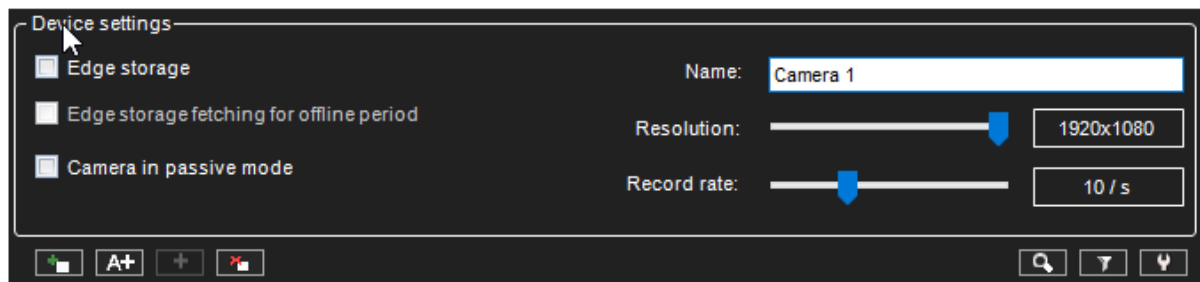 Device settings
Edge storage
Name:
Camera 1
Edge storage fetching for offline period
Resolution:
1920x1080
Camera in passive mode
Record rate:
10 / s
A+